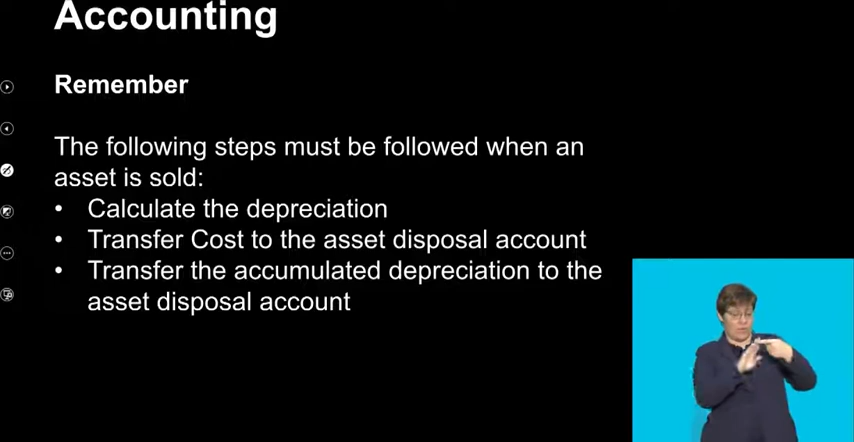 Accounting
Remember
The following steps must be followed when an
asset is sold:
• Calculate the depreciation
• Transfer Cost to the asset disposal account
• Transfer the accumulated depreciation to the
asset disposal account